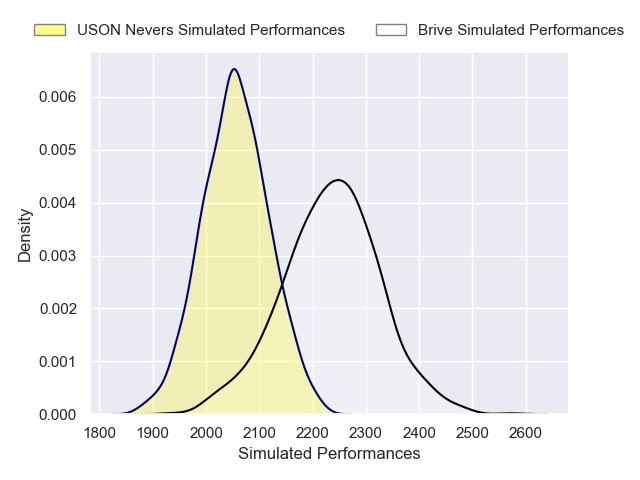 USON Nevers Simulated Performances
Brive Simulated Performances
0.006
0.005
0.004
0.003
0.002
0.001
0.000
Density
1800 1900 2000 2100 2200 2300 2400 2500 2600
Simulated Performances